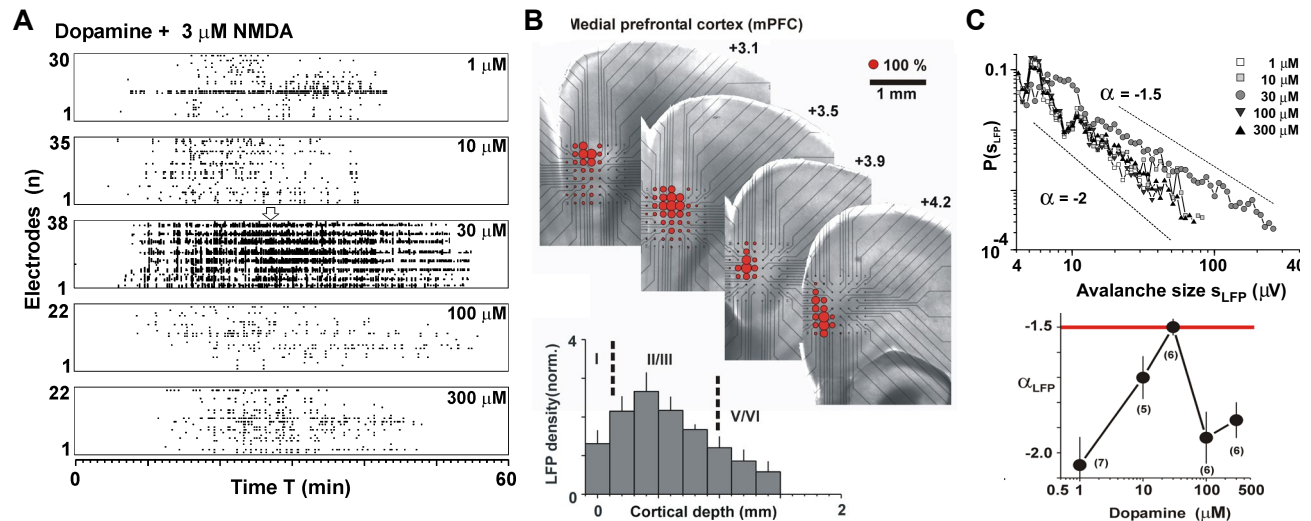 A
Dopamine + 3 µM NMDA
Electrodes (n)
30
1 µM
1
35
10 µM
1
38
30 µM
1
22
100 µM
1
22
300 µM
1
0
60
Time T (min)
B
Medial prefrontal cortex (mPFC)
+3.1
100 %
1 mm
+3.5
+3.9
+4.2
LFP density(norm.)
4
I
II/III
V/VI
0
0
2
Cortical depth (mm)
C
P(sLFP)
0.1
10-4
1 µM
10 µM
30 µM
100 µM
300 µM
α = -1.5
α = -2
4
10
100
40
Avalanche size sLFP (µV)
αLFP
-1.5
-2.0
(7)
(5)
(6)
(6)
(6)
0.5
1
10
100
500
Dopamine (µM)